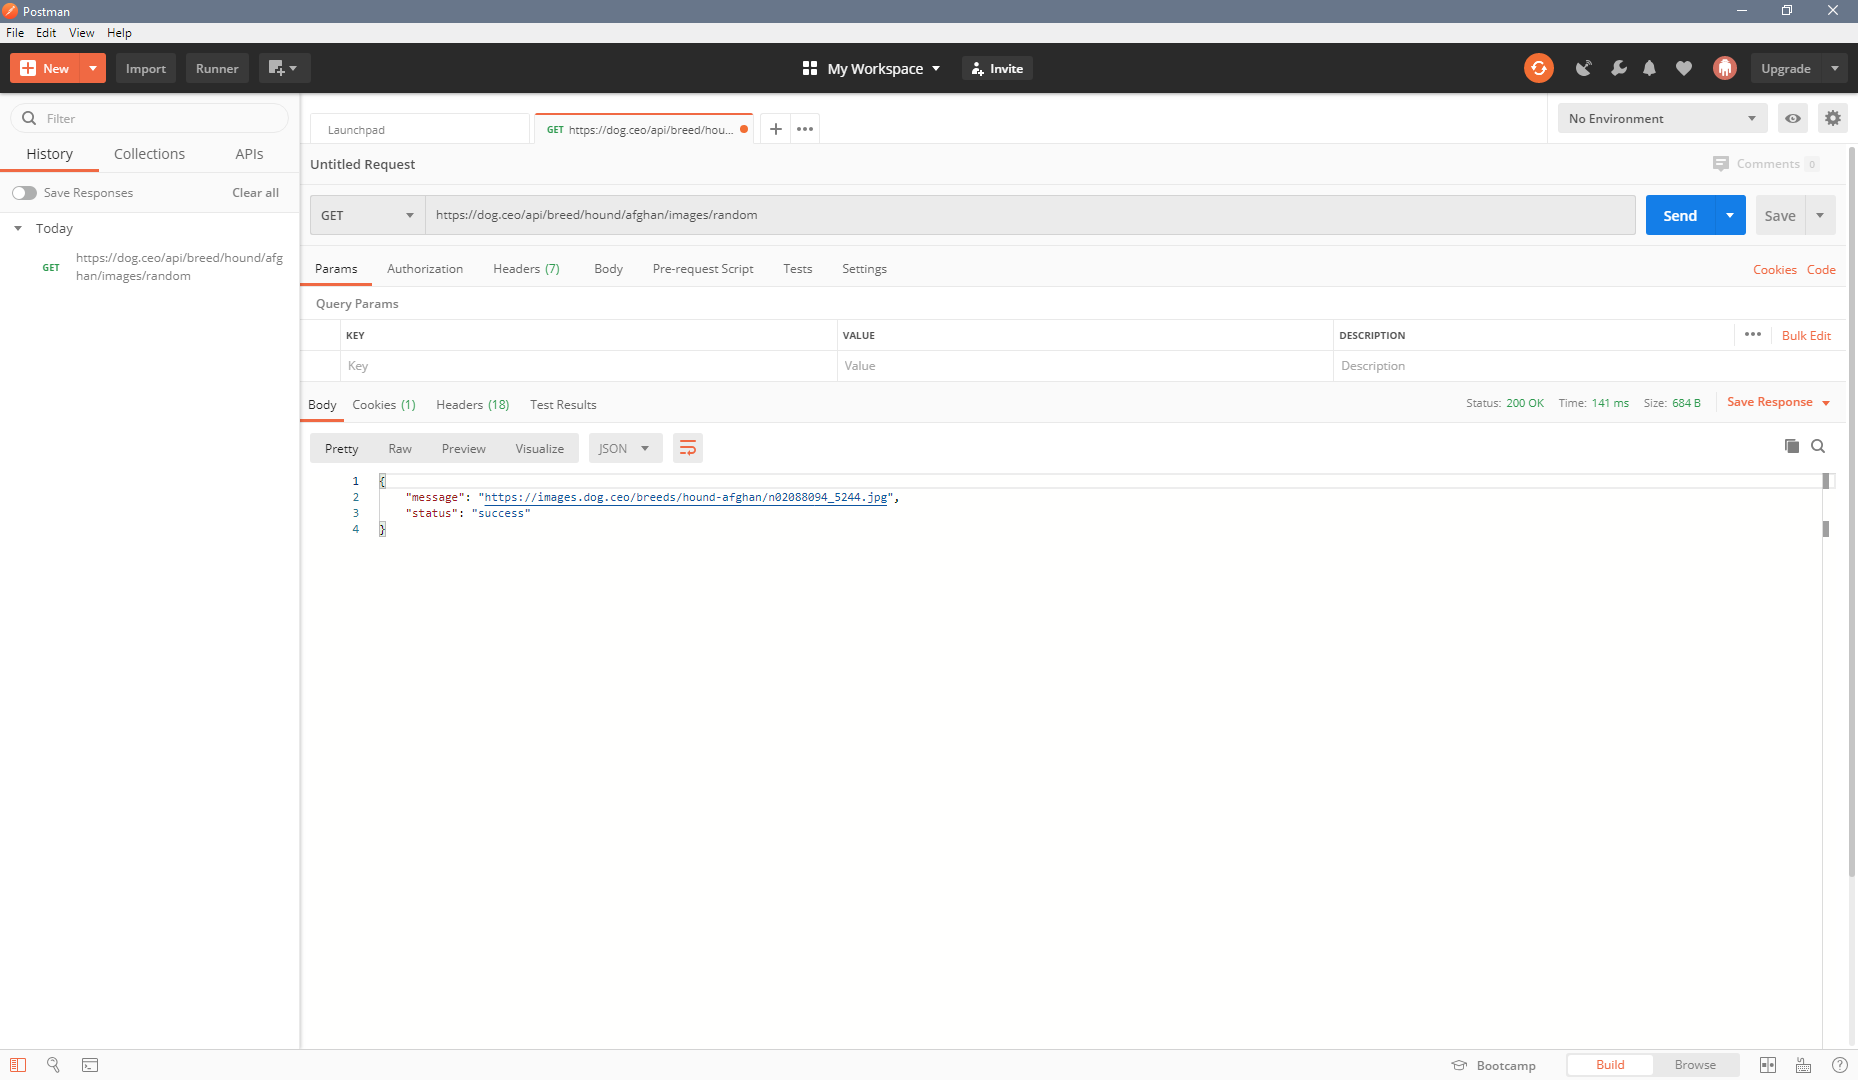 Postman
File Edit View Help
New Import Runner My Workspace Invite Upgrade
Filter
History Collections APIs
Save Responses Clear all
Today
GET https://dog.ceo/api/breed/hound/afg
han/images/random
Launchpad GET https://dog.ceo/api/breed/hou... No Environment
Untitled Request Comments 0
GET https://dog.ceo/api/breed/hound/afghan/images/random Send Save
Params Authorization Headers (7) Body Pre-request Script Tests Settings Cookies Code
Query Params
KEY VALUE DESCRIPTION Bulk Edit
Key Value Description
Body Cookies (1) Headers (18) Test Results Status: 200 OK Time: 141 ms Size: 684 B Save Response
Pretty Raw Preview Visualize JSON
1 {
2 "message": "https://images.dog.ceo/breeds/hound-afghan/n02088094_5244.jpg",
3 "status": "success"
4 }
Bootcamp Build Browse